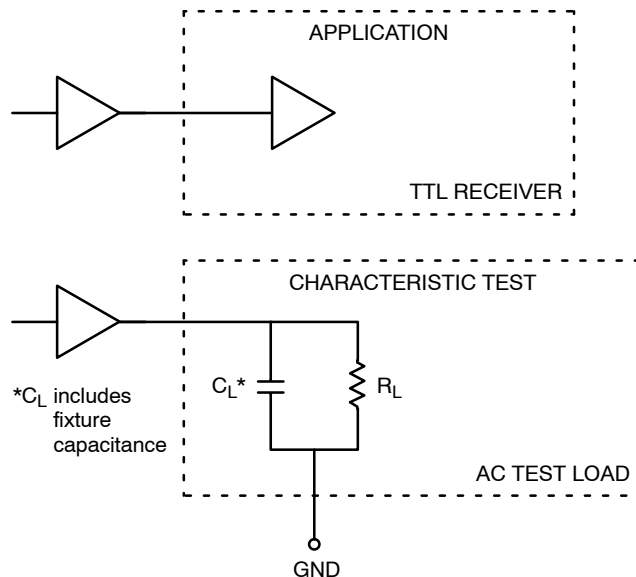 APPLICATION
TTL RECEIVER
CHARACTERISTIC TEST
*CL includes
fixture
capacitance
CL*
RL
AC TEST LOAD
GND